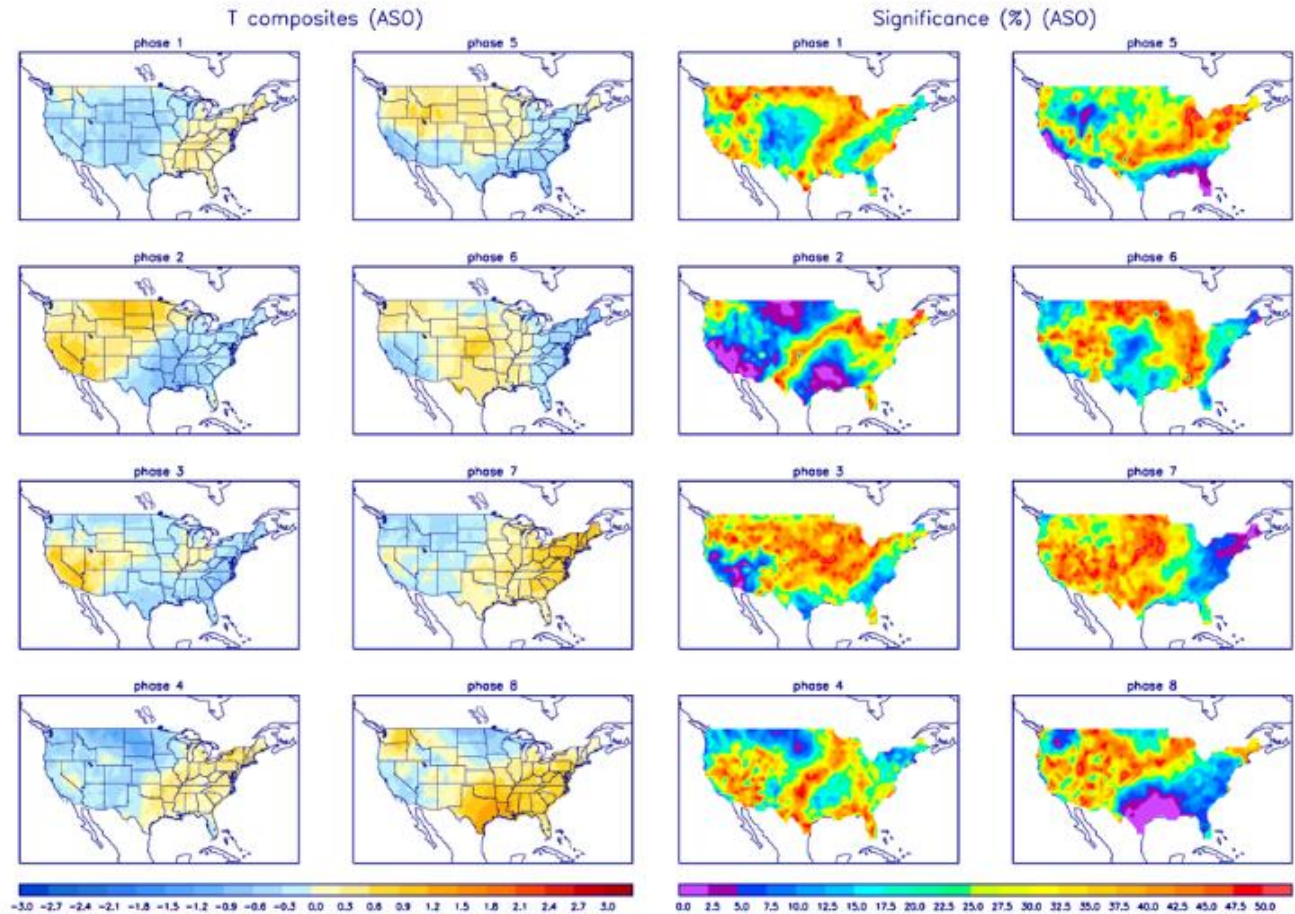 T composites (ASO)
Significance (%) (ASO)
phase 1
phase 5
phase 1
phase 5
phase 2
phase 6
phase 2
phase 6
phase 3
phase 7
phase 3
phase 7
phase 4
phase 8
phase 4
phase 8
-3.0 -2.7 -2.4 -2.1 -1.8 -1.5 -1.2 -0.9 -0.6 -0.3 0.0 0.3 0.6 0.9 1.2 1.5 1.8 2.1 2.4 2.7 3.0
0.0 2.5 5.0 7.5 10.0 12.5 15.0 17.5 20.0 22.5 25.0 27.5 30.0 32.5 35.0 37.5 40.0 42.5 45.0 47.5 50.0